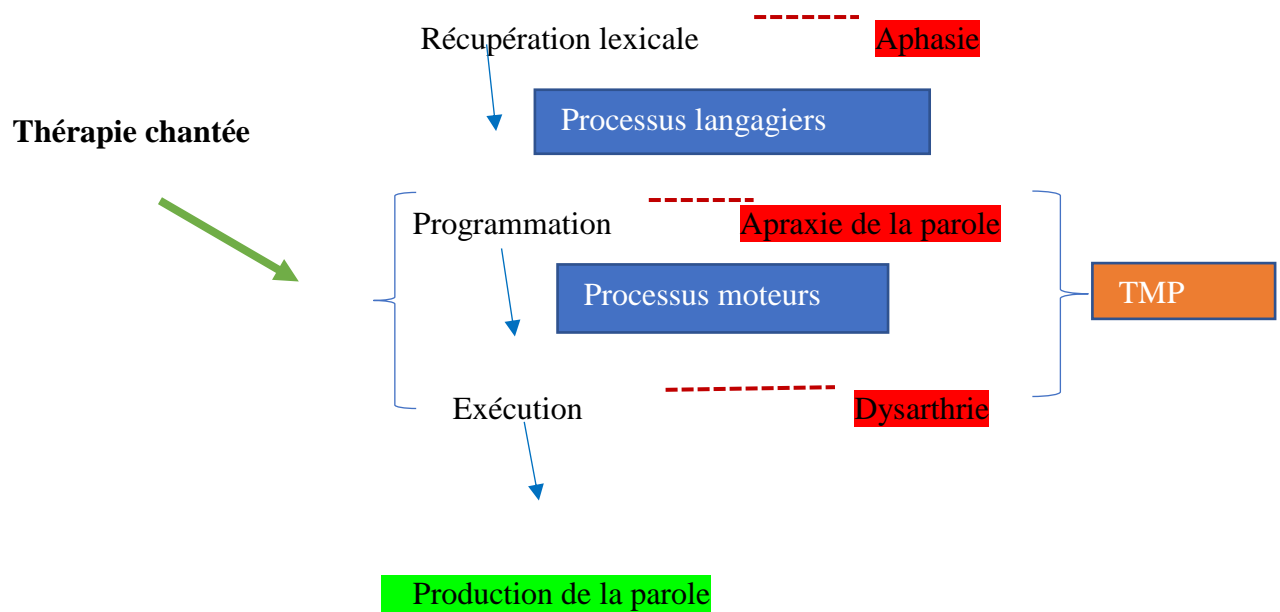 Récupération lexicale
Aphasie
Processus langagiers
Thérapie chantée
Programmation
Apraxie de la parole
Processus moteurs
TMP
Exécution
Dysarthrie
Production de la parole